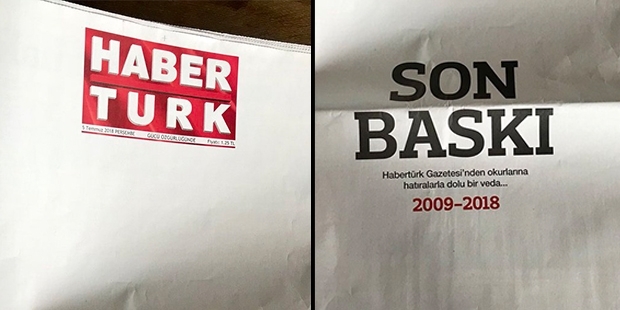 HABER
TURK
5 Temmuz 2018 PERŞEMBE GÜCÜ ÖZGÜRLÜĞÜNDE Fiyatı: 1.25 TL
SON
BASKI
Habertürk Gazetesi'nden okurlarına
hatıralarla dolu bir veda...
2009-2018